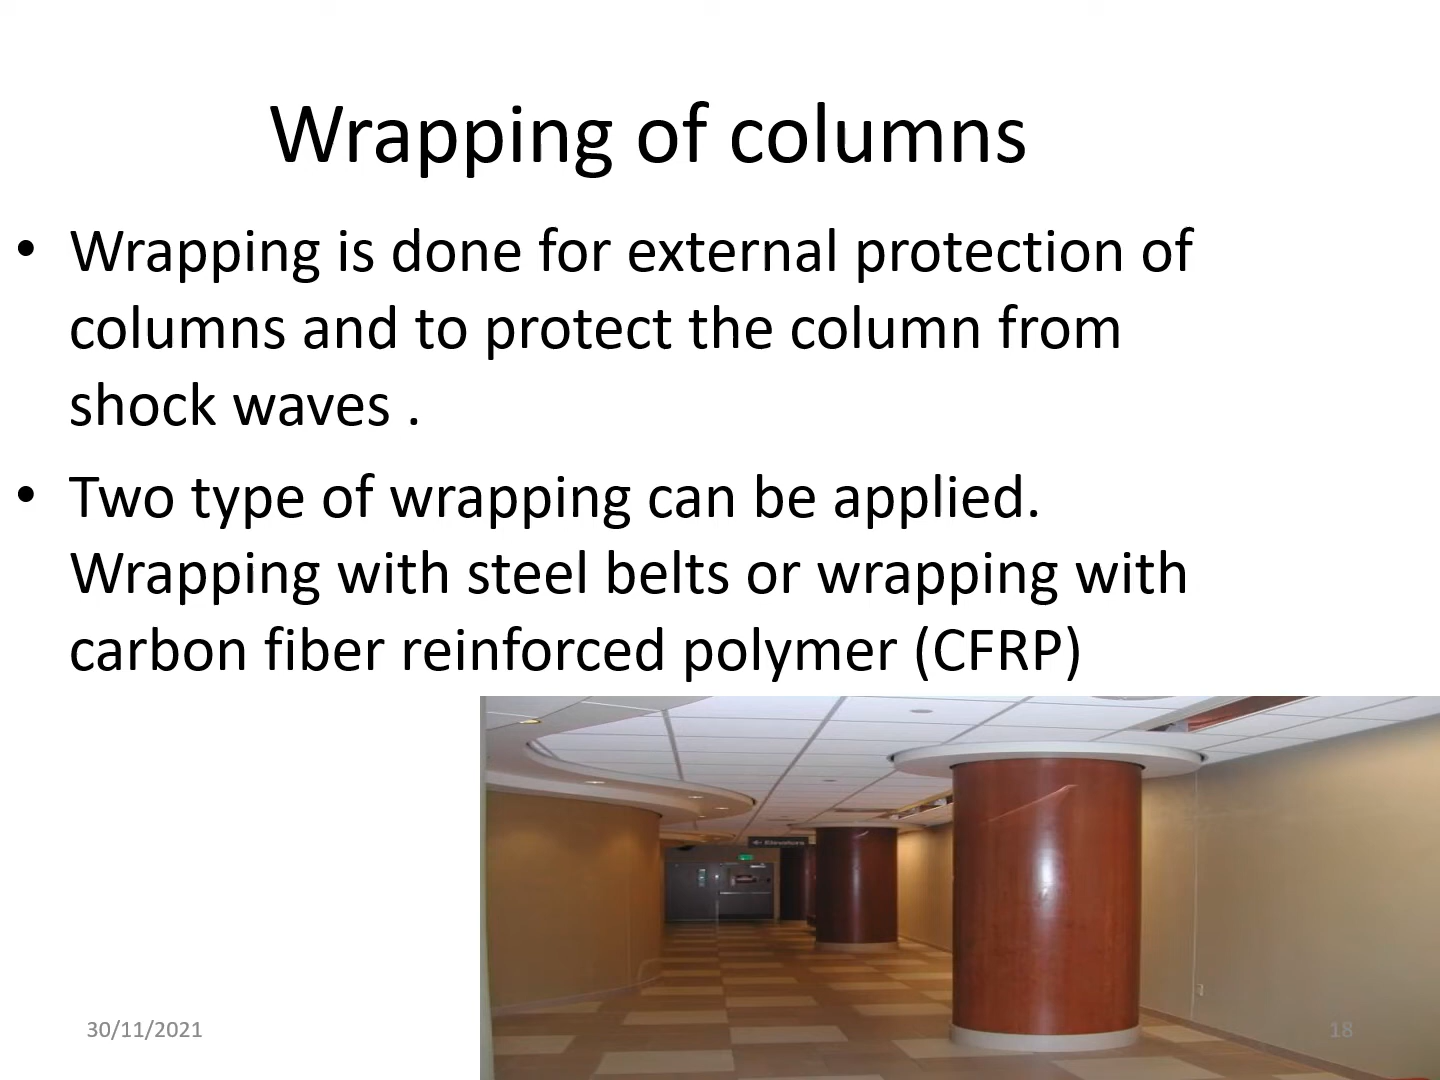 Wrapping of columns
• Wrapping is done for external protection of
columns and to protect the column from
shock waves .
• Two type of wrapping can be applied.
Wrapping with steel belts or wrapping with
carbon fiber reinforced polymer (CFRP)
Elevators
30/11/2021
18